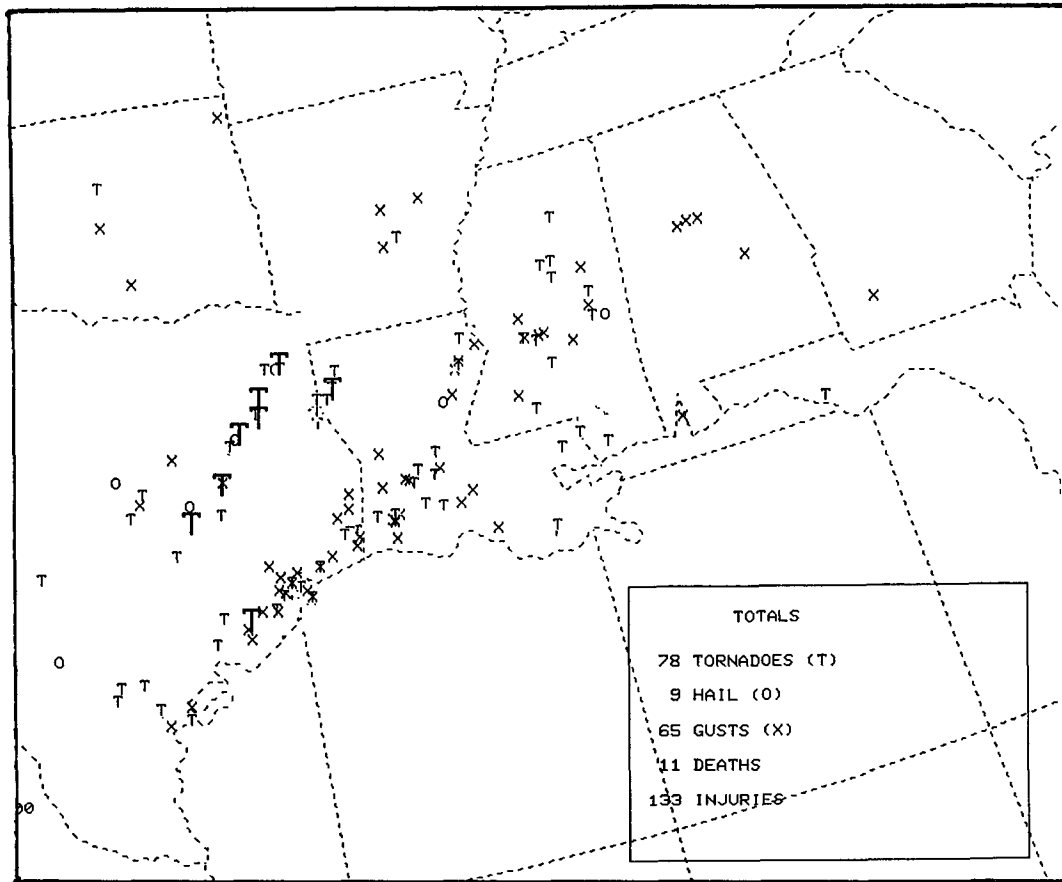 TOTALS
78 TORNADOES (T)
9 HAIL (O)
65 GUSTS (X)
11 DEATHS
133 INJURIES